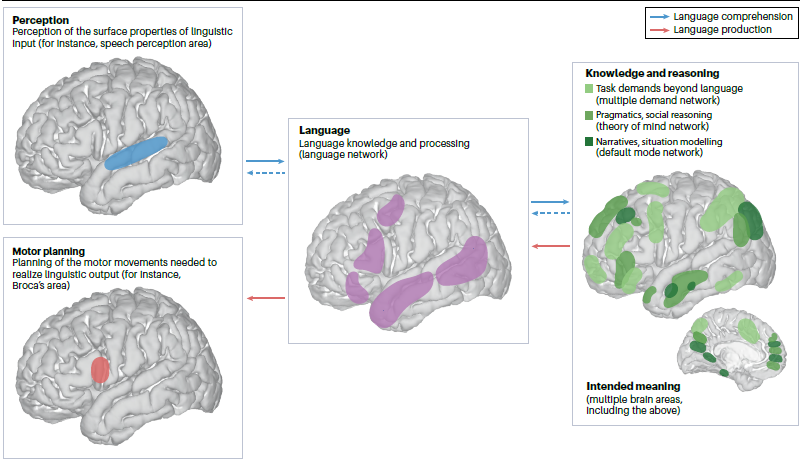 Perception
Perception of the surface properties of linguistic
input (for instance, speech perception area)
Motor planning
Planning of the motor movements needed to
realize linguistic output (for instance,
Broca's area)
Language
Language knowledge and processing
(language network)
Language comprehension
Language production
Knowledge and reasoning
Task demands beyond language
(multiple demand network)
Pragmatics, social reasoning
(theory of mind network)
Narratives, situation modelling
(default mode network)
Intended meaning
(multiple brain areas,
including the above)